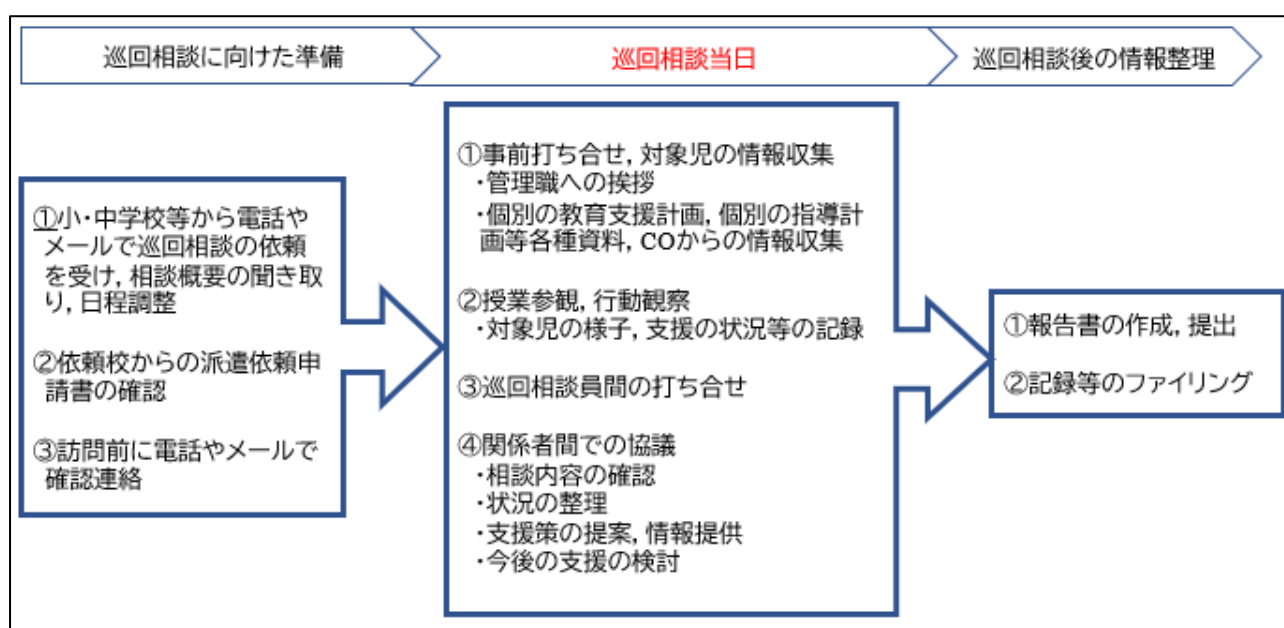 巡回相談に向けた準備
巡回相談当日
巡回相談後の情報整理
①小・中学校等から電話や
メールで巡回相談の依頼
を受け, 相談概要の聞き取
り, 日程調整
②依頼校からの派遣依頼申
請書の確認
③訪問前に電話やメールで
確認連絡
①事前打ち合せ, 対象児の情報収集
・管理職への挨拶
・個別の教育支援計画, 個別の指導計
画等各種資料, COからの情報収集
②授業参観, 行動観察
・対象児の様子, 支援の状況等の記録
③巡回相談員間の打ち合せ
④関係者間での協議
・相談内容の確認
・状況の整理
・支援策の提案, 情報提供
・今後の支援の検討
①報告書の作成, 提出
②記録等のファイリング